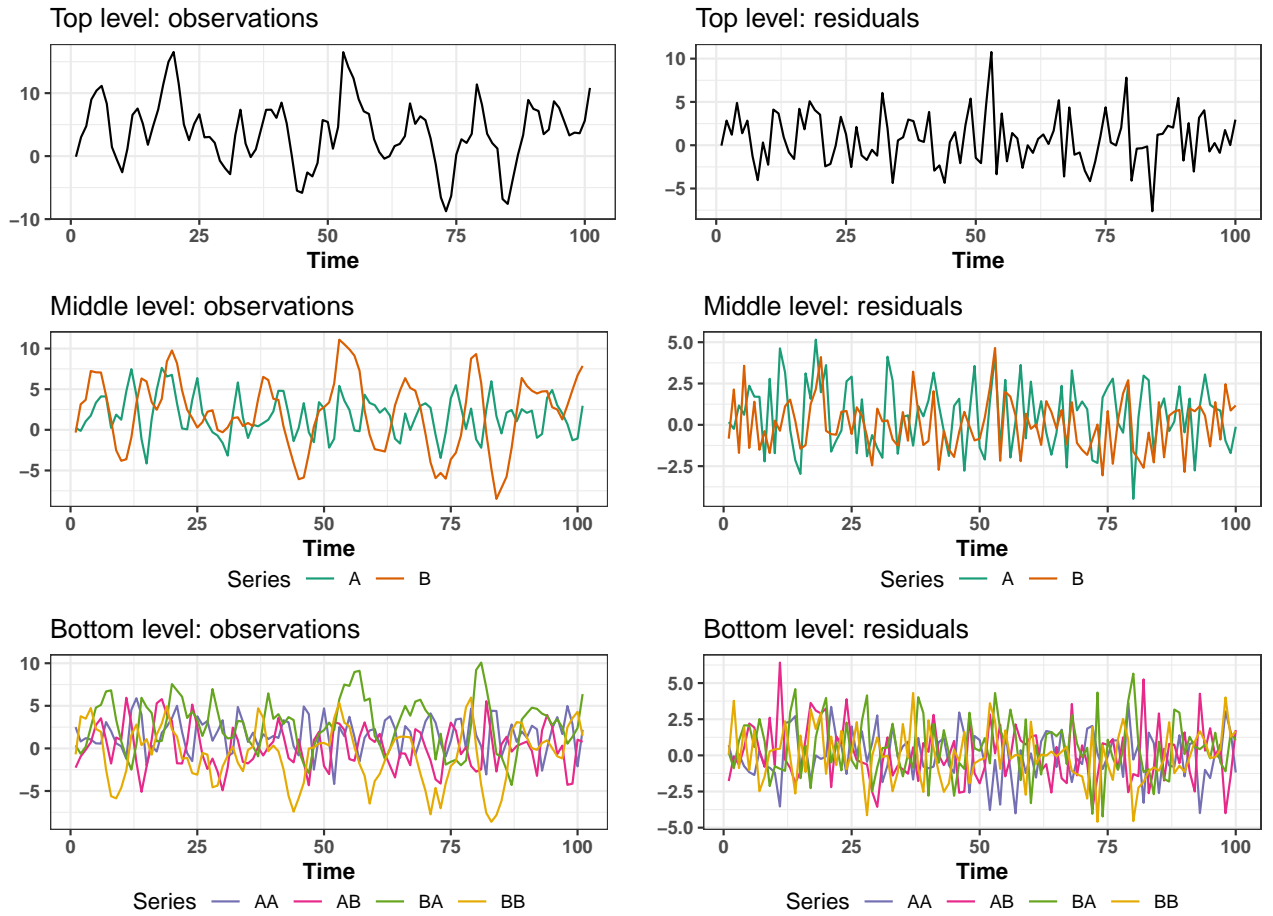 Top level: observations
10
0
−10
0 25 50 75 100
Time
Top level: residuals
10
5
0
−5
0 25 50 75 100
Time
Middle level: observations
10
5
0
−5
0 25 50 75 100
Time
Series A B
Middle level: residuals
5.0
2.5
0.0
−2.5
0 25 50 75 100
Time
Series A B
Bottom level: observations
10
5
0
−5
0 25 50 75 100
Time
Series AA AB BA BB
Bottom level: residuals
5.0
2.5
0.0
−2.5
−5.0
0 25 50 75 100
Time
Series AA AB BA BB